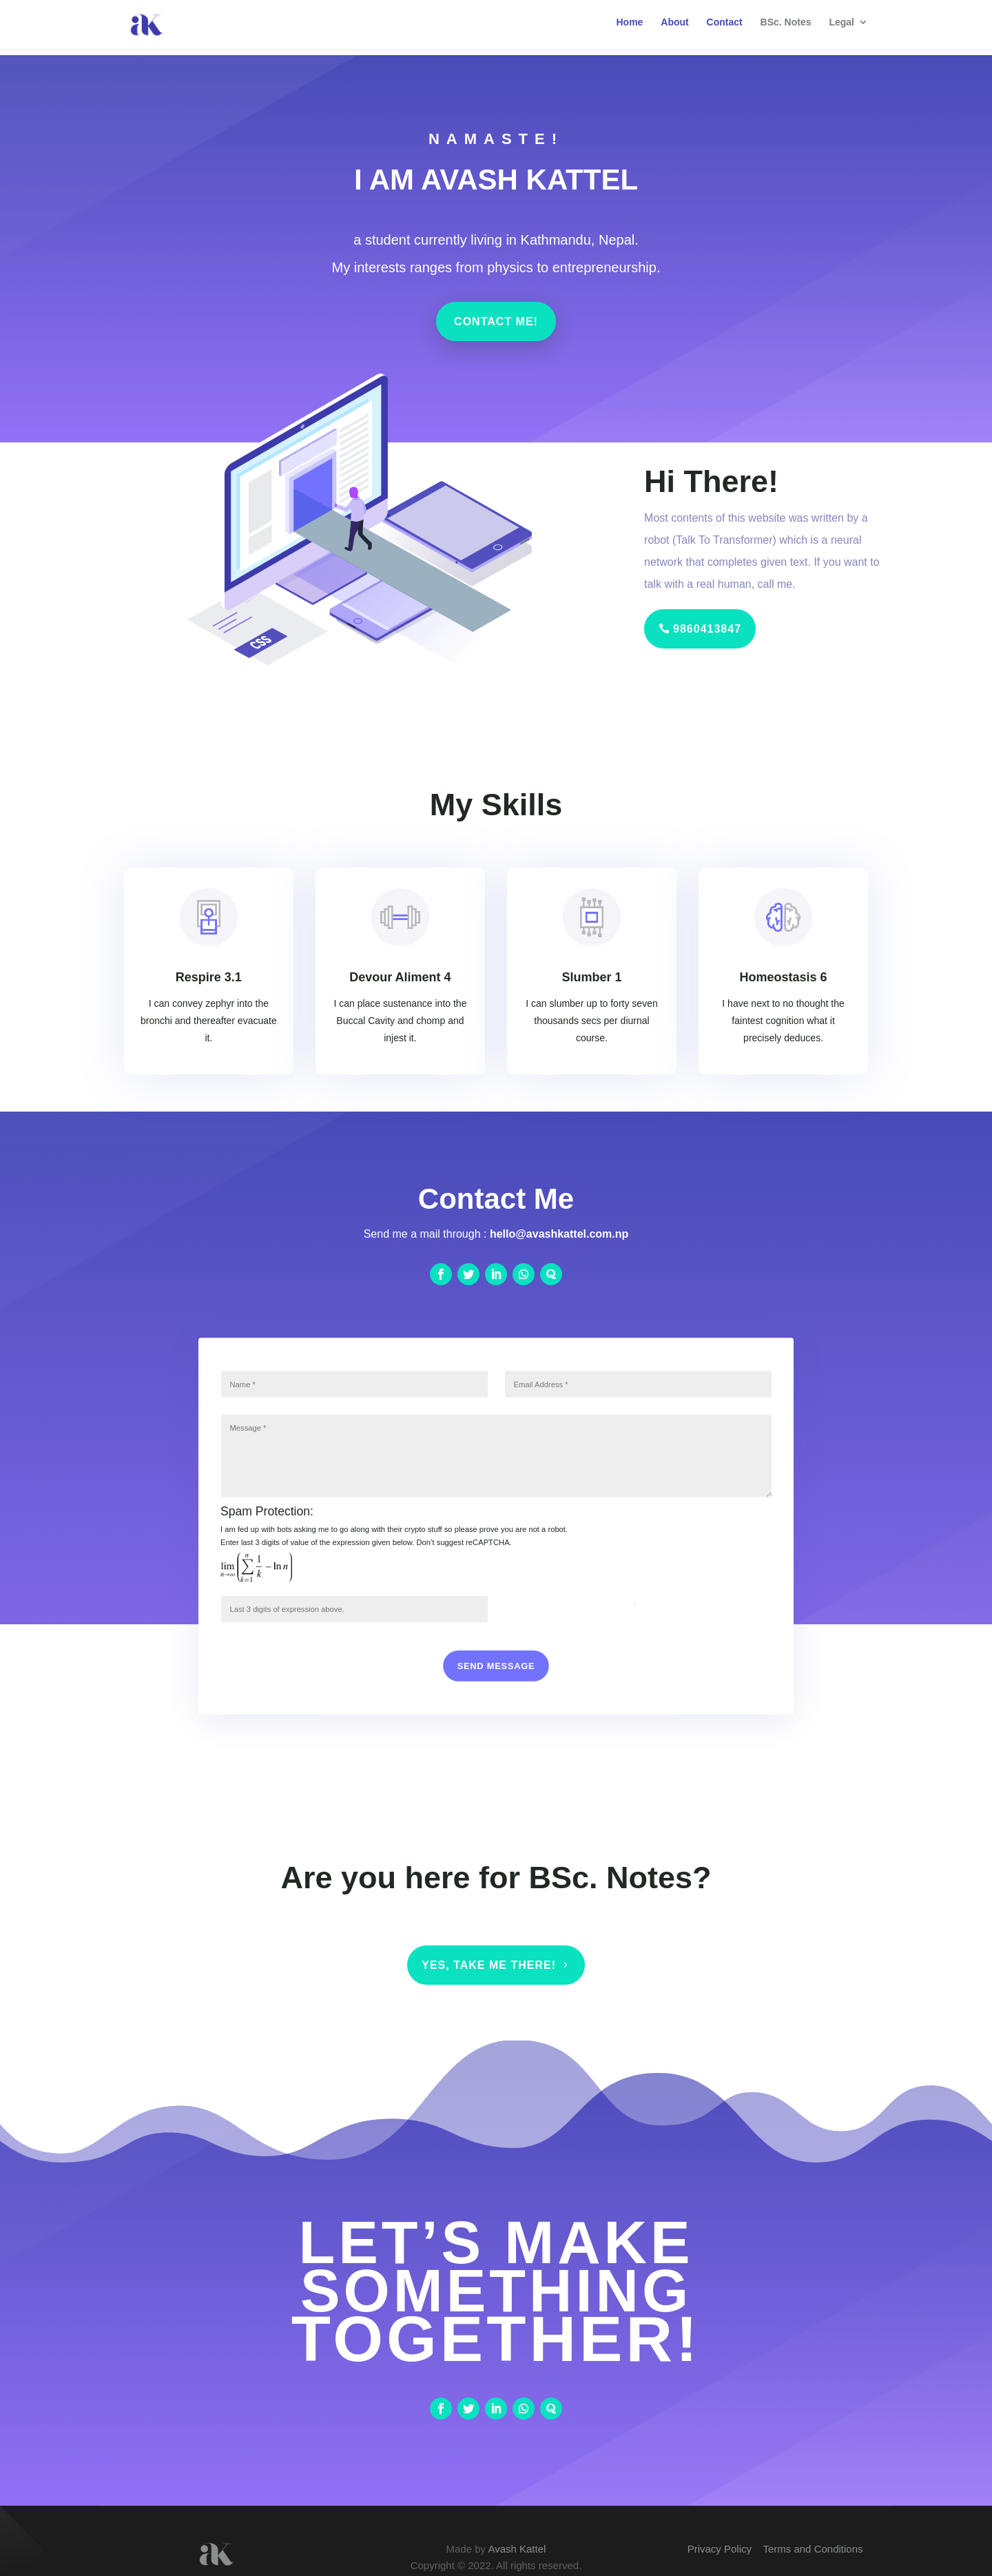 aK
Home
About
Contact
BSc. Notes
Legal
NAMASTE!
I AM AVASH KATTEL
a student currently living in Kathmandu, Nepal.
My interests ranges from physics to entrepreneurship.
CONTACT ME!
CSS
Hi There!
Most contents of this website was written by a
robot (Talk To Transformer) which is a neural
network that completes given text. If you want to
talk with a real human, call me.
9860413847
My Skills
Respire 3.1
I can convey zephyr into the
bronchi and thereafter evacuate
it.
Devour Aliment 4
I can place sustenance into the
Buccal Cavity and chomp and
injest it.
Slumber 1
I can slumber up to forty seven
thousands secs per diurnal
course.
Homeostasis 6
I have next to no thought the
faintest cognition what it
precisely deduces.
Contact Me
Send me a mail through : hello@avashkattel.com.np
Name *
Email Address *
Message *
Spam Protection:
I am fed up with bots asking me to go along with their crypto stuff so please prove you are not a robot.
Enter last 3 digits of value of the expression given below. Don't suggest reCAPTCHA.
lim n→∞ ( n ∑ k=1 1/k − ln n )
Last 3 digits of expression above.
SEND MESSAGE
Are you here for BSc. Notes?
YES, TAKE ME THERE!
LET’S MAKE
SOMETHING
TOGETHER!
aK
Made by Avash Kattel
Copyright © 2022. All rights reserved.
Privacy Policy
Terms and Conditions